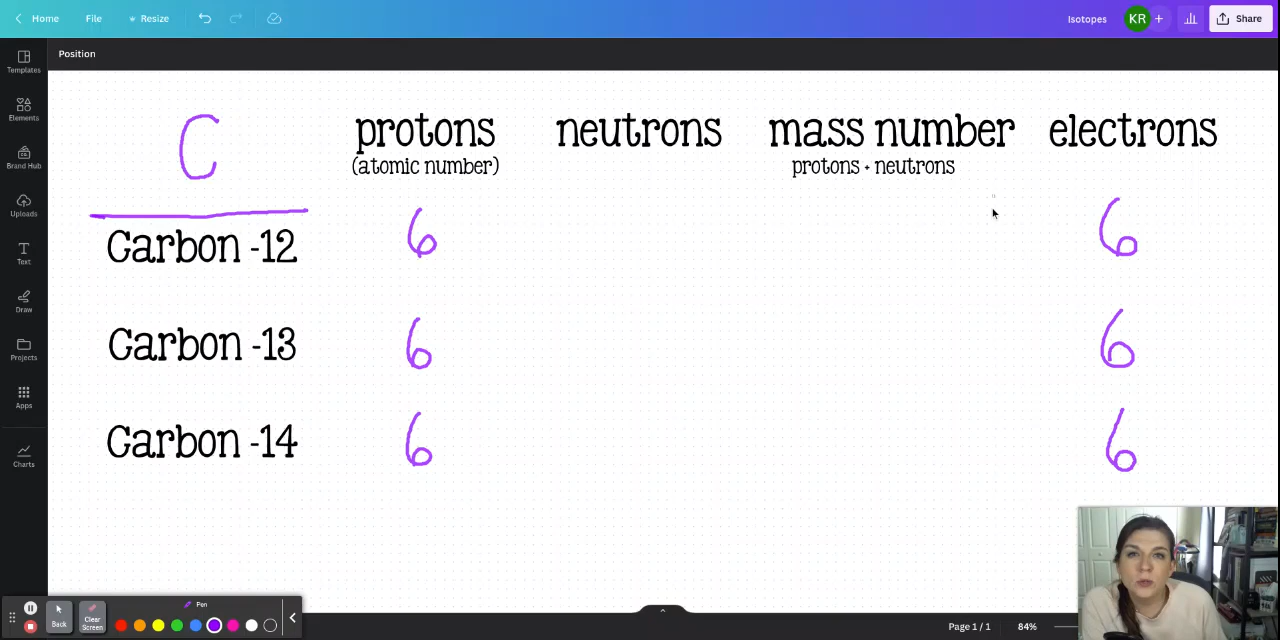 Home File Resize Isotopes KR + Share
Templates Position
Elements
Brand Hub
Uploads
Text
Draw
Projects
Apps
Charts
C protons neutrons mass number electrons
(atomic number) protons + neutrons
Carbon -12 6 6
Carbon -13 6 6
Carbon -14 6 6
Pen
Back Clear Screen
Page 1 / 1 84%